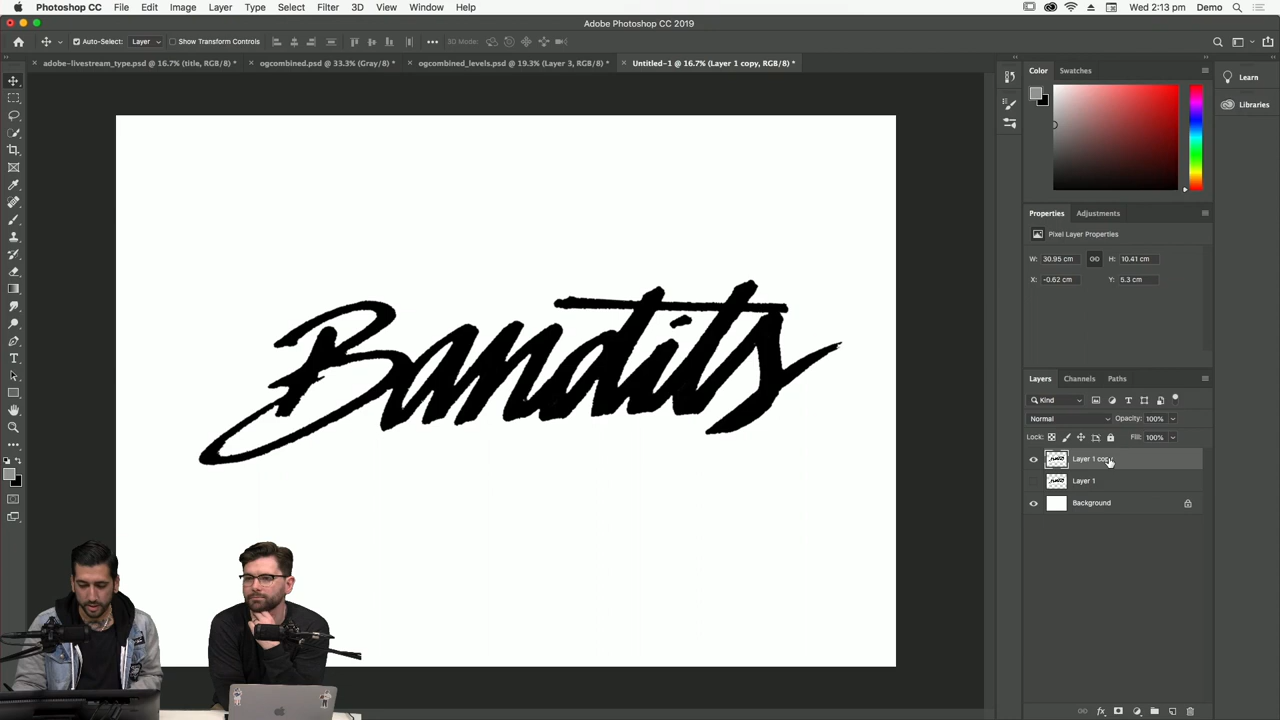 Photoshop File Edit Image Layer Type Select Filter 3D View Window Help
Wed 2:13 pm Demo
Adobe Photoshop CC 2019
Auto-Select: Layer Show Transform Controls 3D Mode:
adobe-livestream_type.psd @ 16.7% (title, RGB/8) *
ogcombined.psd @ 33.3% (Gray/8) *
ogcombined_levels.psd @ 19.3% (Layer 3, RGB/8) *
Untitled-1 @ 16.7% (Layer 1 copy, RGB/8) *
Bandits
Color Swatches
Learn
Libraries
Properties Adjustments
Pixel Layer Properties
W: 30.95 cm H: 10.41 cm
X: -0.62 cm Y: 5.3 cm
Layers Channels Paths
Kind
Normal Opacity: 100%
Lock: Fill: 100%
Layer 1 copy
Layer 1
Background